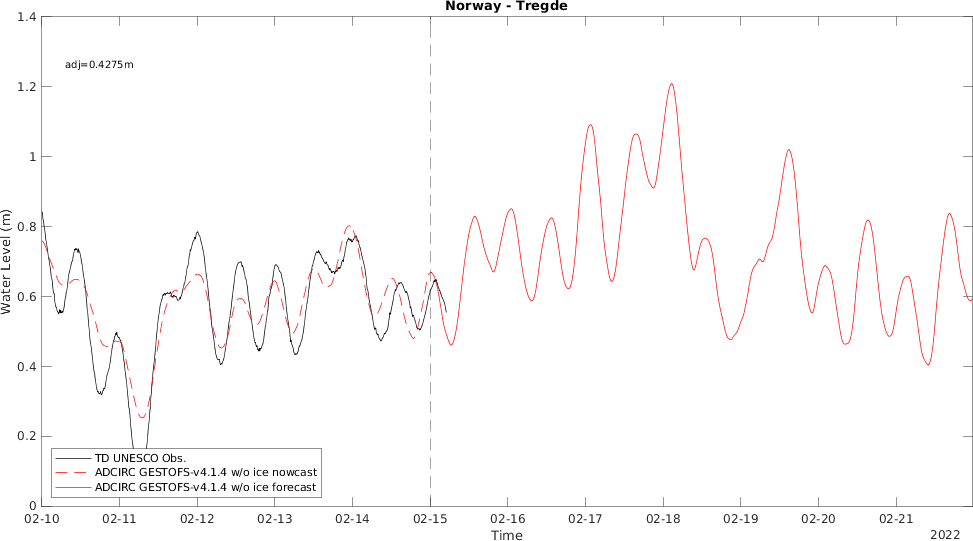 Norway - Tregde
1.4
adj=0.4275m
1.2
1
0.8
0.6
0.4
0.2
0
Water Level (m)
TD UNESCO Obs.
ADCIRC GESTOFS-v4.1.4 w/o ice nowcast
ADCIRC GESTOFS-v4.1.4 w/o ice forecast
02-10 02-11 02-12 02-13 02-14 02-15 02-16 02-17 02-18 02-19 02-20 02-21
Time
2022